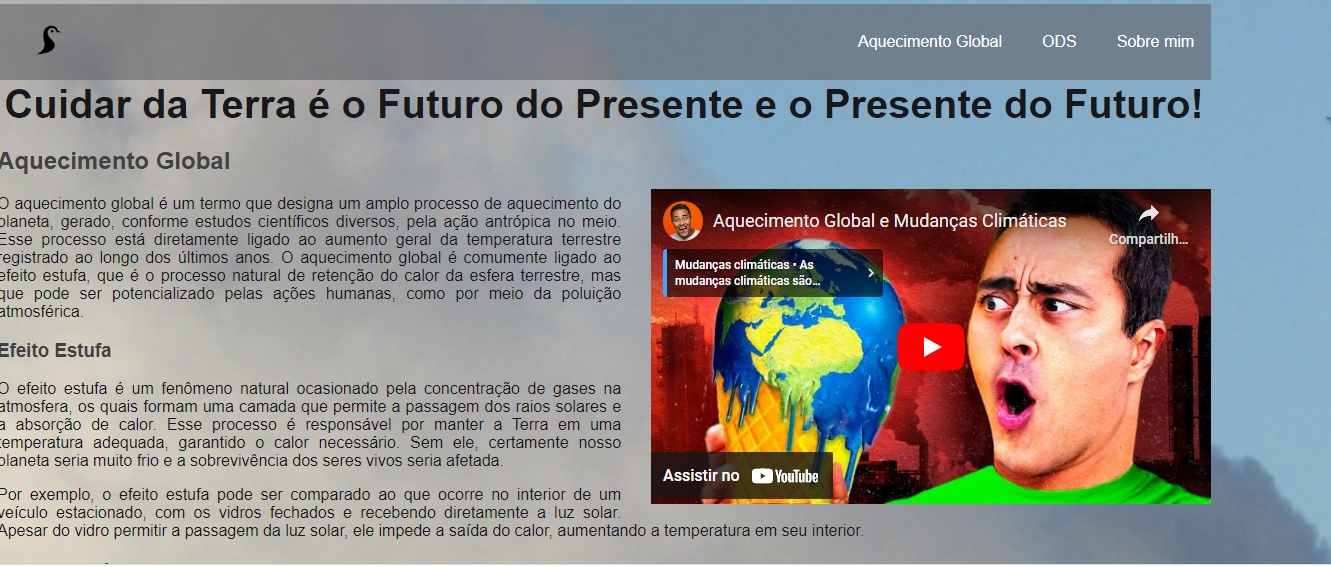 Aquecimento Global ODS Sobre mim
Cuidar da Terra é o Futuro do Presente e o Presente do Futuro!
Aquecimento Global
O aquecimento global é um termo que designa um amplo processo de aquecimento do
planeta, gerado, conforme estudos científicos diversos, pela ação antrópica no meio.
Esse processo está diretamente ligado ao aumento geral da temperatura terrestre
registrado ao longo dos últimos anos. O aquecimento global é comumente ligado ao
efeito estufa, que é o processo natural de retenção do calor da esfera terrestre, mas
que pode ser potencializado pelas ações humanas, como por meio da poluição
atmosférica.
Efeito Estufa
O efeito estufa é um fenômeno natural ocasionado pela concentração de gases na
atmosfera, os quais formam uma camada que permite a passagem dos raios solares e
a absorção de calor. Esse processo é responsável por manter a Terra em uma
temperatura adequada, garantido o calor necessário. Sem ele, certamente nosso
planeta seria muito frio e a sobrevivência dos seres vivos seria afetada.
Por exemplo, o efeito estufa pode ser comparado ao que ocorre no interior de um
veículo estacionado, com os vidros fechados e recebendo diretamente a luz solar.
Apesar do vidro permitir a passagem da luz solar, ele impede a saída do calor, aumentando a temperatura em seu interior.
Aquecimento Global e Mudanças Climáticas
Compartilh...
Mudanças climáticas • As
mudanças climáticas são...
Assistir no YouTube